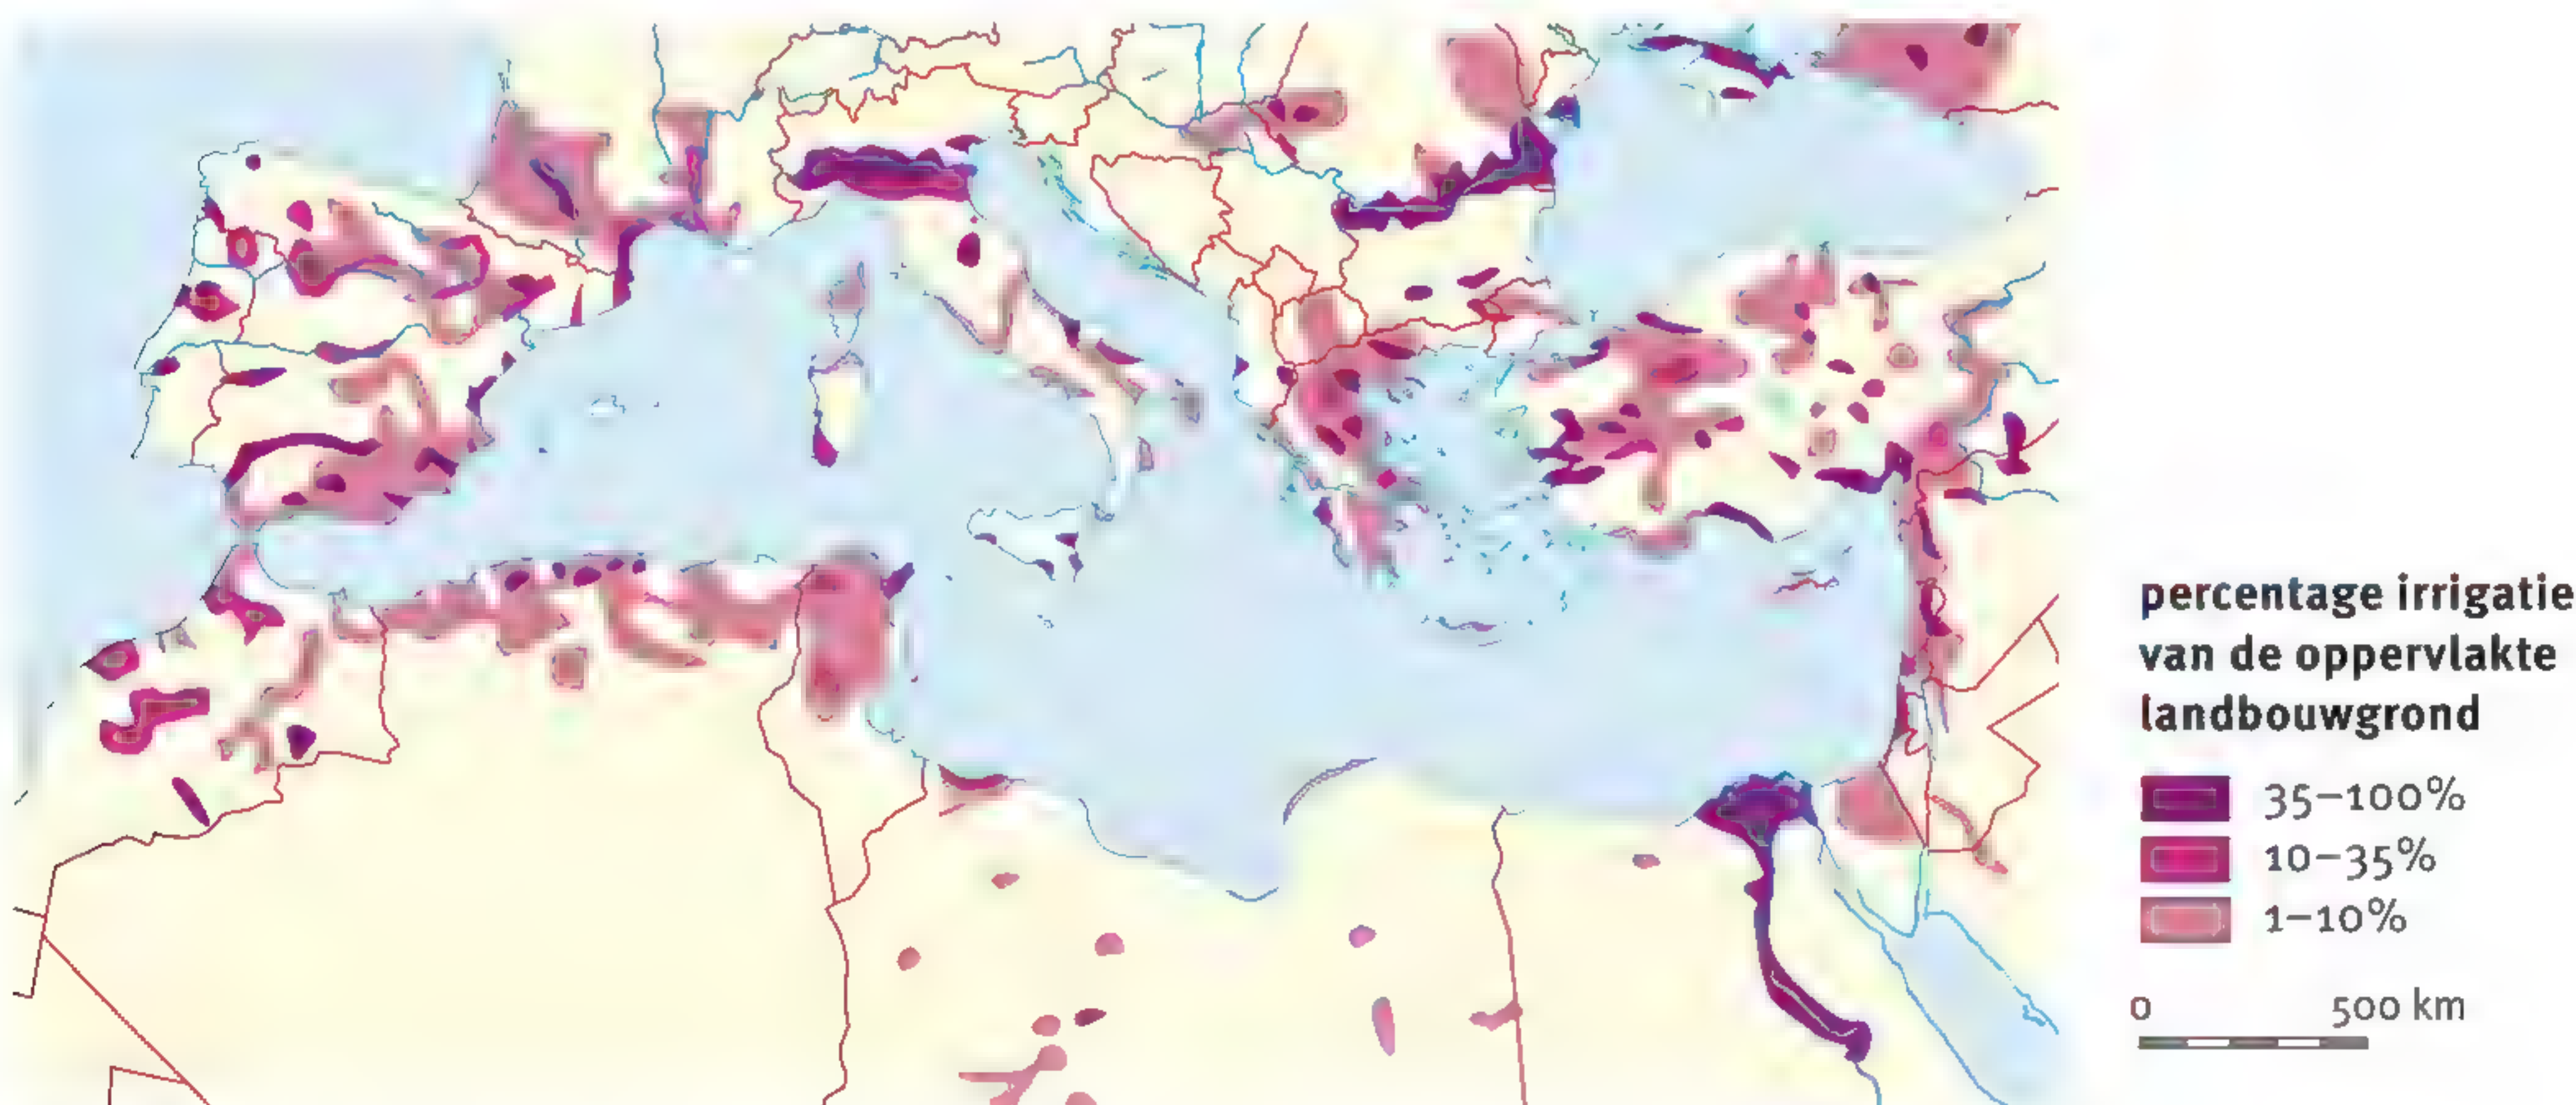 percentage irrigatie
van de oppervlakte
landbouwgrond
35–100%
10–35%
1–10%
0 500 km